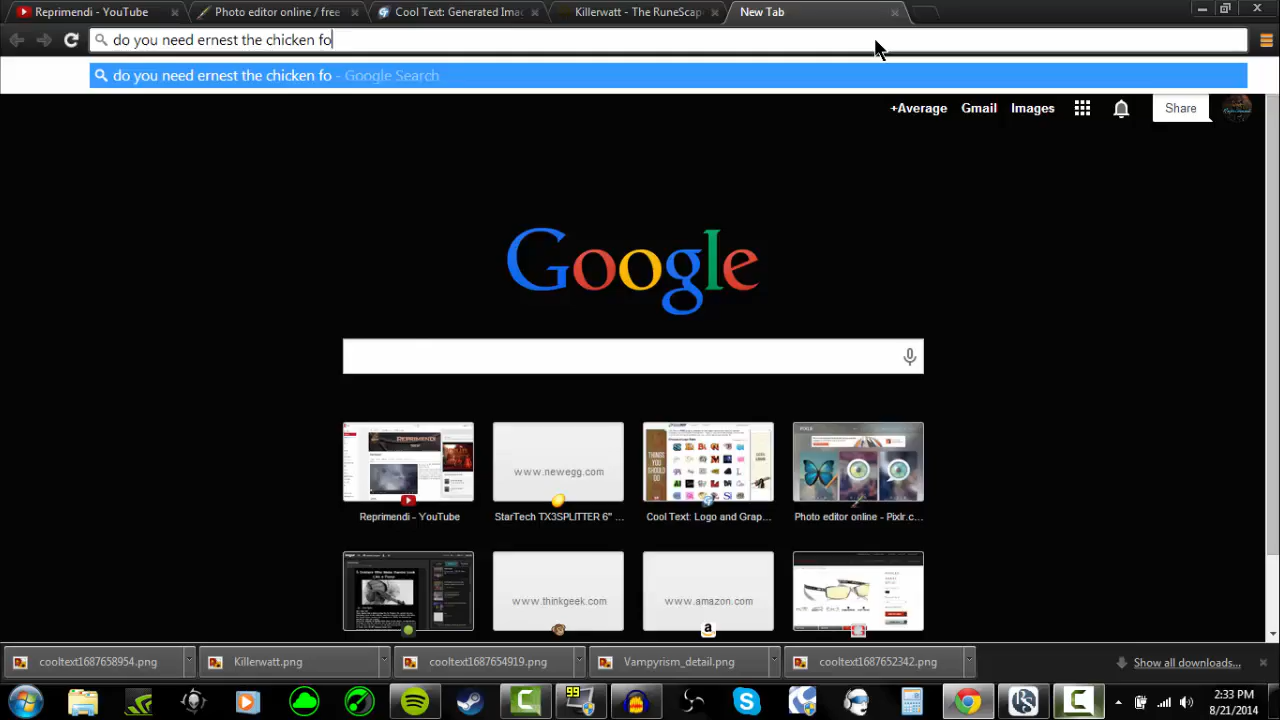 Reprimendi - YouTube
Photo editor online / free
Cool Text: Generated Imag
Killerwatt - The RuneScap
New Tab
do you need ernest the chicken fo
do you need ernest the chicken fo - Google Search
+Average Gmail Images Share
Google
www.newegg.com
Reprimendi - YouTube
StarTech TX3SPLITTER 6" ...
Cool Text: Logo and Grap...
Photo editor online - Pixlr.c...
www.thinkgeek.com
www.amazon.com
cooltext1687658954.png
Killerwatt.png
cooltext1687654919.png
Vampyrism_detail.png
cooltext1687652342.png
Show all downloads...
99
2:33 PM
8/21/2014